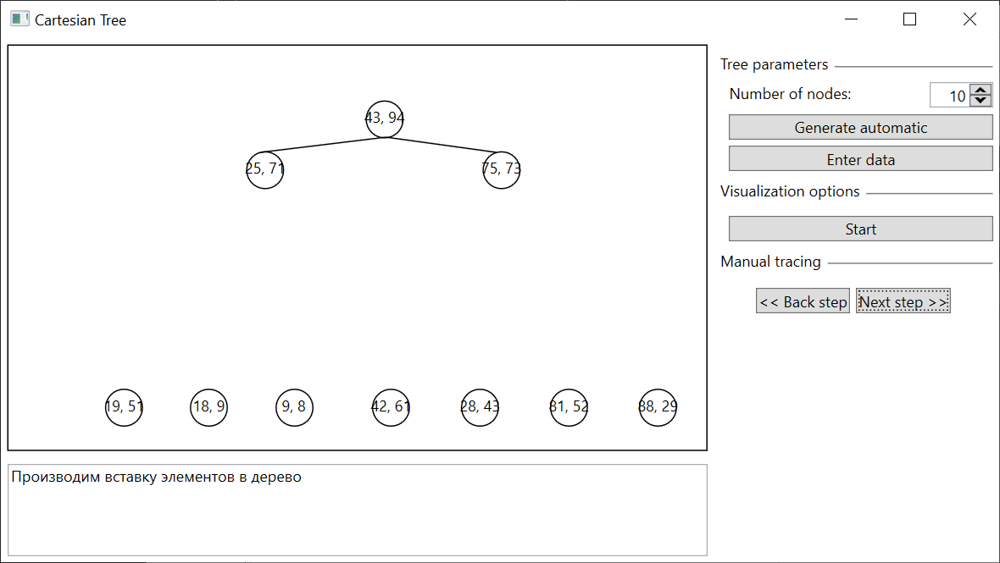 Cartesian Tree
43, 94
25, 71
75, 73
19, 51
18, 9
9, 8
42, 61
28, 43
81, 52
88, 29
Производим вставку элементов в дерево
Tree parameters
Number of nodes:
10
Generate automatic
Enter data
Visualization options
Start
Manual tracing
<< Back step
Next step >>